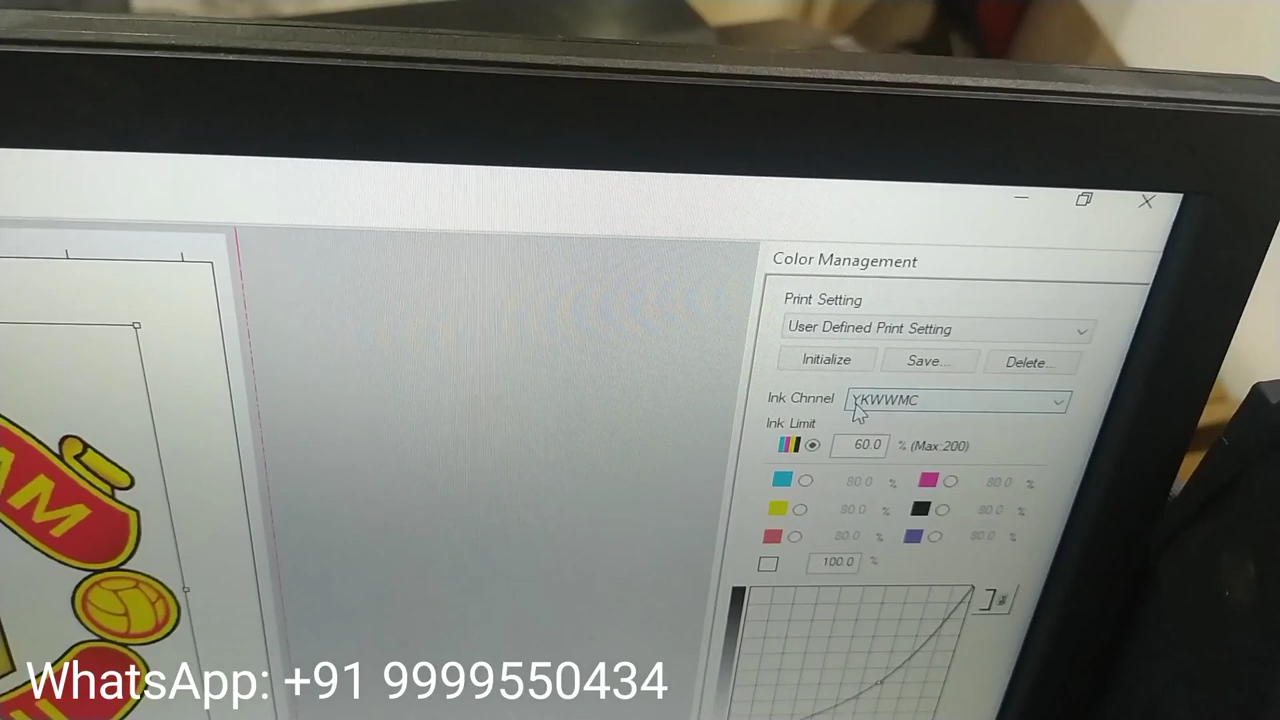 Color Management
Print Setting
User Defined Print Setting
Initialize Save... Delete...
Ink Chnnel YKWWMC
Ink Limit
60.0 % (Max:200)
80.0 % 80.0 %
80.0 % 80.0 %
80.0 % 80.0 %
100.0 %
AM
WhatsApp: +91 9999550434